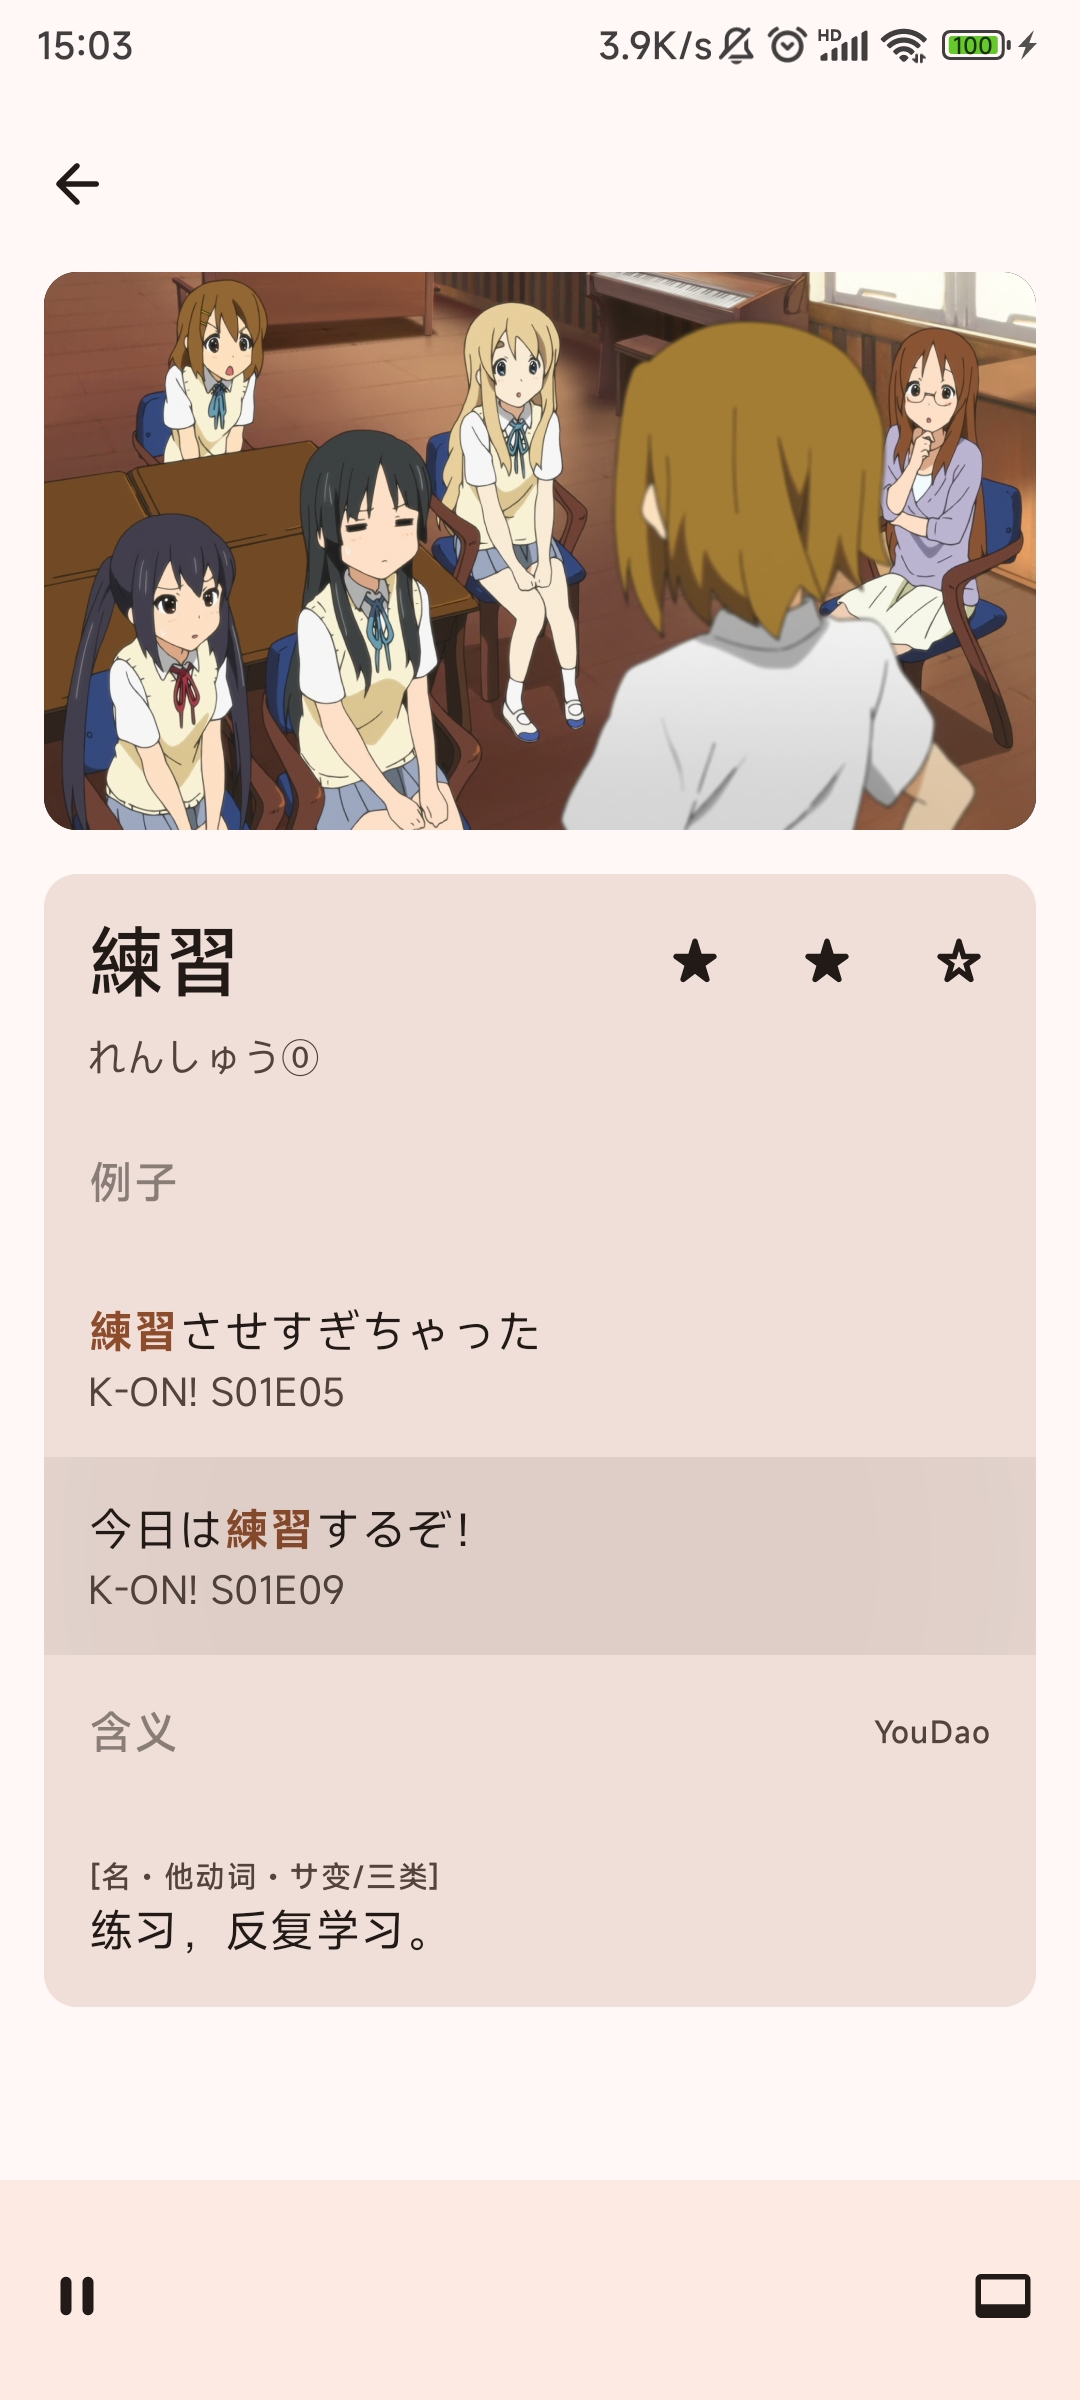 15:03
3.9K/s
HD
100
練習
れんしゅう⓪
例子
練習させすぎちゃった
K-ON! S01E05
今日は練習するぞ!
K-ON! S01E09
含义
YouDao
[名・他动词・サ变/三类]
练习，反复学习。